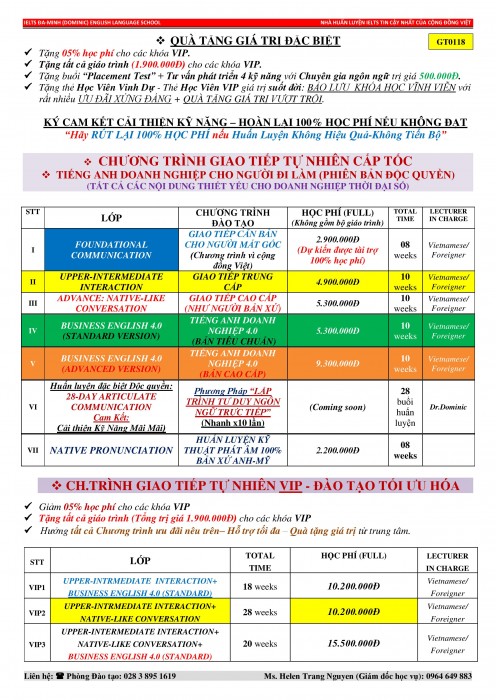 IELTS ĐA-MINH (DOMINIC) ENGLISH LANGUAGE SCHOOL
NHÀ HUẤN LUYỆN IELTS TIN CẬY NHẤT CỦA CỘNG ĐỒNG VIỆT
❖ QUÀ TẶNG GIÁ TRỊ ĐẶC BIỆT
GT0118
✓ Tặng 05% học phí cho các khóa VIP.
✓ Tặng tất cả giáo trình (1.900.000Đ) cho các khóa VIP.
✓ Tặng buổi “Placement Test” + Tư vấn phát triển 4 kỹ năng với Chuyên gia ngôn ngữ trị giá 500.000Đ.
✓ Tặng thẻ Học Viên Vinh Dự - Thẻ Học Viên VIP giá trị suốt đời: BẢO LƯU KHÓA HỌC VĨNH VIỄN với
rất nhiều ƯU ĐÃI XỨNG ĐÁNG + QUÀ TẶNG GIÁ TRỊ VƯỢT TRỘI.
KÝ CAM KẾT CẢI THIỆN KỸ NĂNG – HOÀN LẠI 100% HỌC PHÍ NẾU KHÔNG ĐẠT
“Hãy RÚT LẠI 100% HỌC PHÍ nếu Huấn Luyện Không Hiệu Quả-Không Tiến Bộ”
❖ CHƯƠNG TRÌNH GIAO TIẾP TỰ NHIÊN CẤP TỐC
❖ TIẾNG ANH DOANH NGHIỆP CHO NGƯỜI ĐI LÀM (PHIÊN BẢN ĐỘC QUYỀN)
(TẤT CẢ CÁC NỘI DUNG THIẾT YẾU CHO DOANH NGHIỆP THỜI ĐẠI SỐ)
STT
LỚP
CHƯƠNG TRÌNH
ĐÀO TẠO
HỌC PHÍ (FULL)
(Không gồm bộ giáo trình)
TOTAL
TIME
LECTURER
IN CHARGE
I
FOUNDATIONAL
COMMUNICATION
GIAO TIẾP CĂN BẢN
CHO NGƯỜI MẤT GỐC
(Chương trình vì cộng
đồng Việt)
2.900.000Đ
(Dự kiến được tài trợ
100% học phí)
08
weeks
Vietnamese/
Foreigner
II
UPPER-INTERMEDIATE
INTERACTION
GIAO TIẾP TRUNG
CẤP
4.900.000Đ
10
weeks
Vietnamese/
Foreigner
III
ADVANCE: NATIVE-LIKE
CONVERSATION
GIAO TIẾP CAO CẤP
(NHƯ NGƯỜI BẢN XỨ)
5.300.000Đ
10
weeks
Vietnamese/
Foreigner
IV
BUSINESS ENGLISH 4.0
(STANDARD VERSION)
TIẾNG ANH DOANH
NGHIỆP 4.0
(BẢN TIÊU CHUẨN)
5.300.000Đ
10
weeks
Vietnamese/
Foreigner
V
BUSINESS ENGLISH 4.0
(ADVANCED VERSION)
TIẾNG ANH DOANH
NGHIỆP 4.0
(BẢN CAO CẤP)
9.300.000Đ
10
weeks
Vietnamese/
Foreigner
VI
Huấn luyện đặc biệt Độc quyền:
28-DAY ARTICULATE
COMMUNICATION
Cam Kết:
Cải thiện Kỹ Năng Mãi Mãi)
Phương Pháp “LẬP
TRÌNH TƯ DUY NGÔN
NGỮ TRỰC TIẾP”
(Nhanh x10 lần)
(Coming soon)
28
buổi
huấn
luyện
Dr.Dominic
VII
NATIVE PRONUNCIATION
HUẤN LUYỆN KỸ
THUẬT PHÁT ÂM 100%
BẢN XỨ ANH-MỸ
2.200.000Đ
08
weeks
❖ CH.TRÌNH GIAO TIẾP TỰ NHIÊN VIP - ĐÀO TẠO TỐI ƯU HÓA
✓ Giảm 05% học phí cho các khóa VIP
✓ Tặng tất cả giáo trình (Tổng trị giá 1.900.000Đ) cho các khóa VIP
✓ Hưởng tất cả Chương trình ưu đãi nêu trên– Hỗ trợ tối đa – Quà tặng giá trị từ trung tâm.
STT
LỚP
TOTAL
TIME
HỌC PHÍ (FULL)
LECTURER
IN CHARGE
VIP1
UPPER-INTRMEDIATE INTERACTION+
BUSINESS ENGLISH 4.0 (STANDARD)
18 weeks
10.200.000Đ
Vietnamese/
Foreigner
VIP2
UPPER-INTERMEDIATE INTERACTION+
NATIVE-LIKE CONVERSATION
28 weeks
10.200.000Đ
Vietnamese/
Foreigner
VIP3
UPPER-INTERMEDIATE INTERACTION+
NATIVE-LIKE CONVERSATION+
BUSINESS ENGLISH 4.0 (STANDARD)
20 weeks
15.500.000Đ
Vietnamese/
Foreigner
Liên hệ: ☎ Phòng Đào tạo: 028 3 895 1619
Ms. Helen Trang Nguyen (Giám đốc học vụ): 0964 649 883